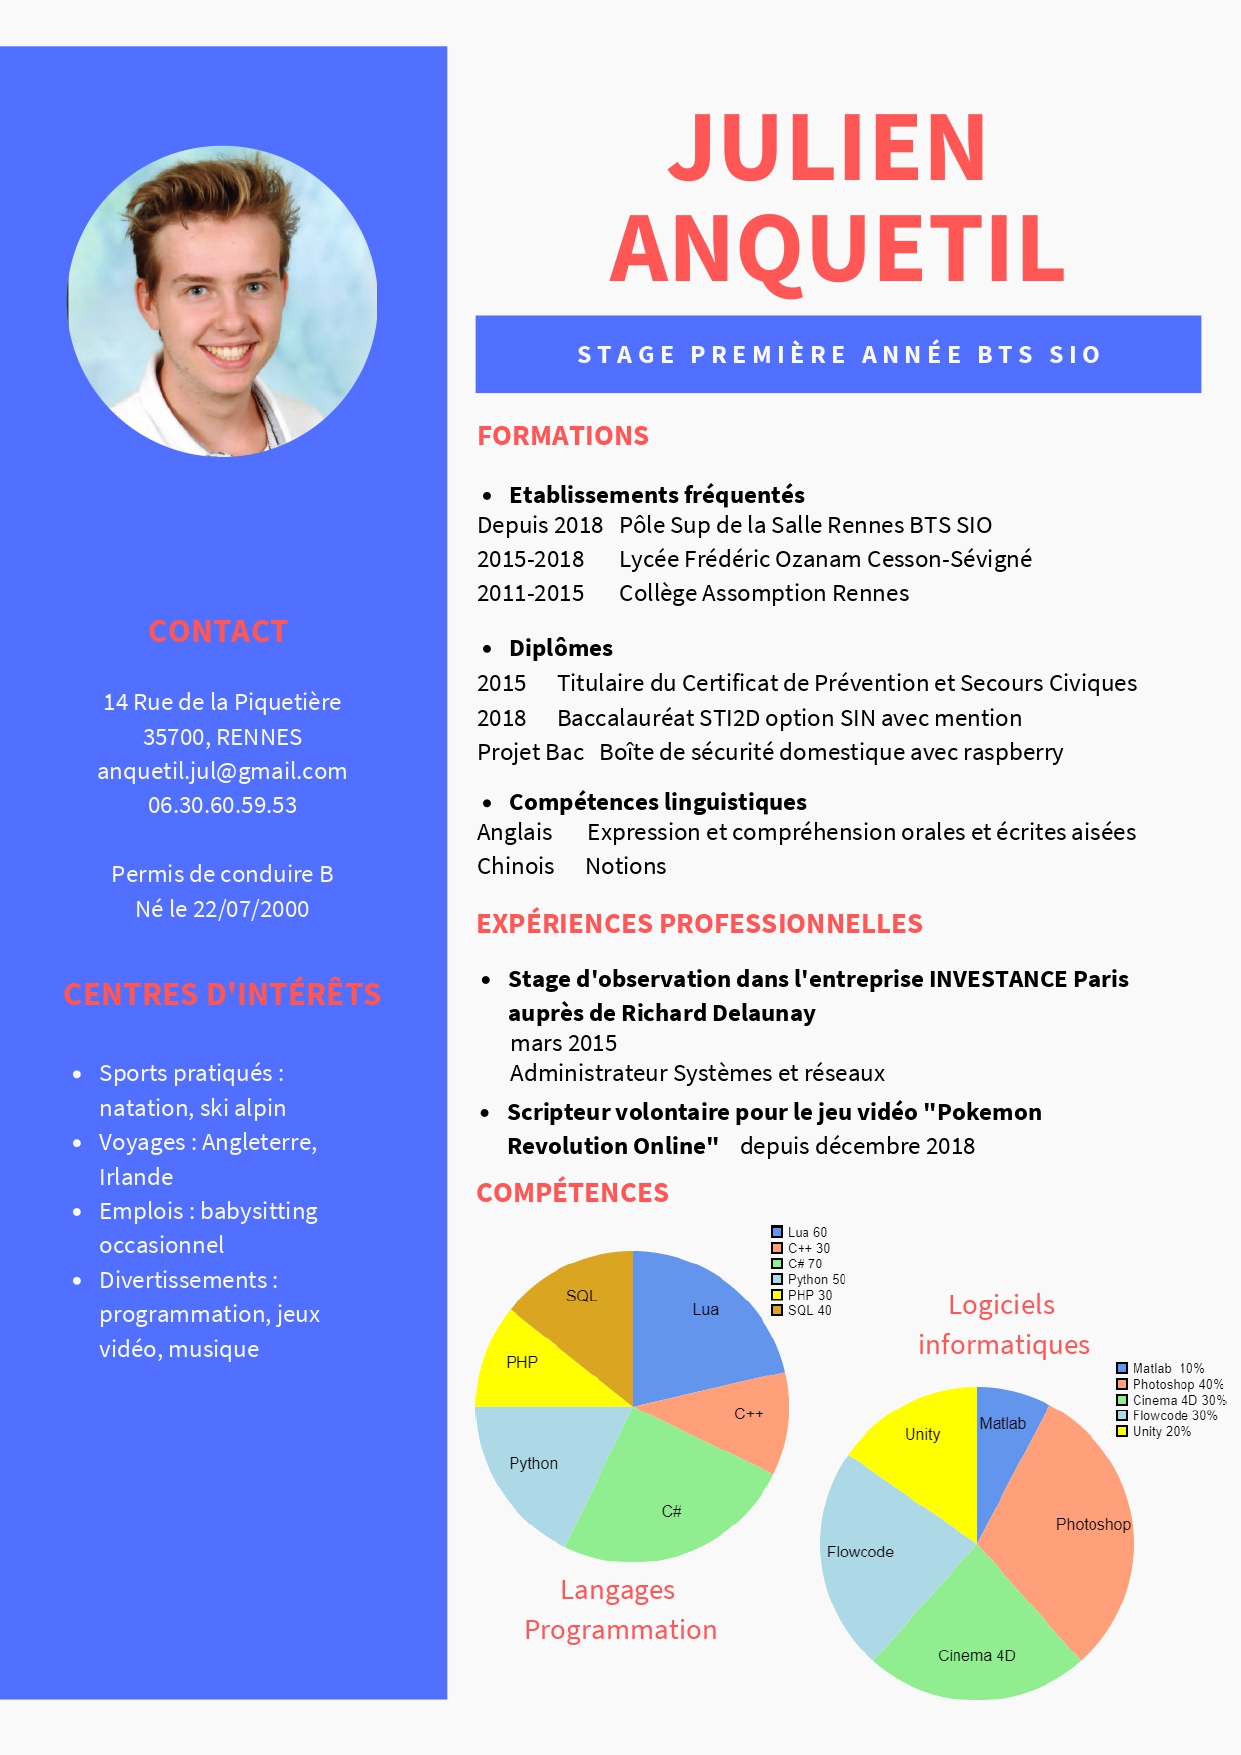 JULIEN
ANQUETIL
STAGE PREMIÈRE ANNÉE BTS SIO
CONTACT
14 Rue de la Piquetière
35700, RENNES
anquetil.jul@gmail.com
06.30.60.59.53
Permis de conduire B
Né le 22/07/2000
CENTRES D'INTÉRÊTS
• Sports pratiqués :
natation, ski alpin
• Voyages : Angleterre,
Irlande
• Emplois : babysitting
occasionnel
• Divertissements :
programmation, jeux
vidéo, musique
FORMATIONS
• Etablissements fréquentés
Depuis 2018 Pôle Sup de la Salle Rennes BTS SIO
2015-2018 Lycée Frédéric Ozanam Cesson-Sévigné
2011-2015 Collège Assomption Rennes
• Diplômes
2015 Titulaire du Certificat de Prévention et Secours Civiques
2018 Baccalauréat STI2D option SIN avec mention
Projet Bac Boîte de sécurité domestique avec raspberry
• Compétences linguistiques
Anglais Expression et compréhension orales et écrites aisées
Chinois Notions
EXPÉRIENCES PROFESSIONNELLES
• Stage d'observation dans l'entreprise INVESTANCE Paris
auprès de Richard Delaunay
mars 2015
Administrateur Systèmes et réseaux
• Scripteur volontaire pour le jeu vidéo "Pokemon
Revolution Online" depuis décembre 2018
COMPÉTENCES
Lua 60
C++ 30
C# 70
Python 50
PHP 30
SQL 40
SQL
Lua
PHP
C++
Python
C#
Langages
Programmation
Logiciels
informatiques
Matlab 10%
Photoshop 40%
Cinema 4D 30%
Flowcode 30%
Unity 20%
Matlab
Unity
Photoshop
Flowcode
Cinema 4D